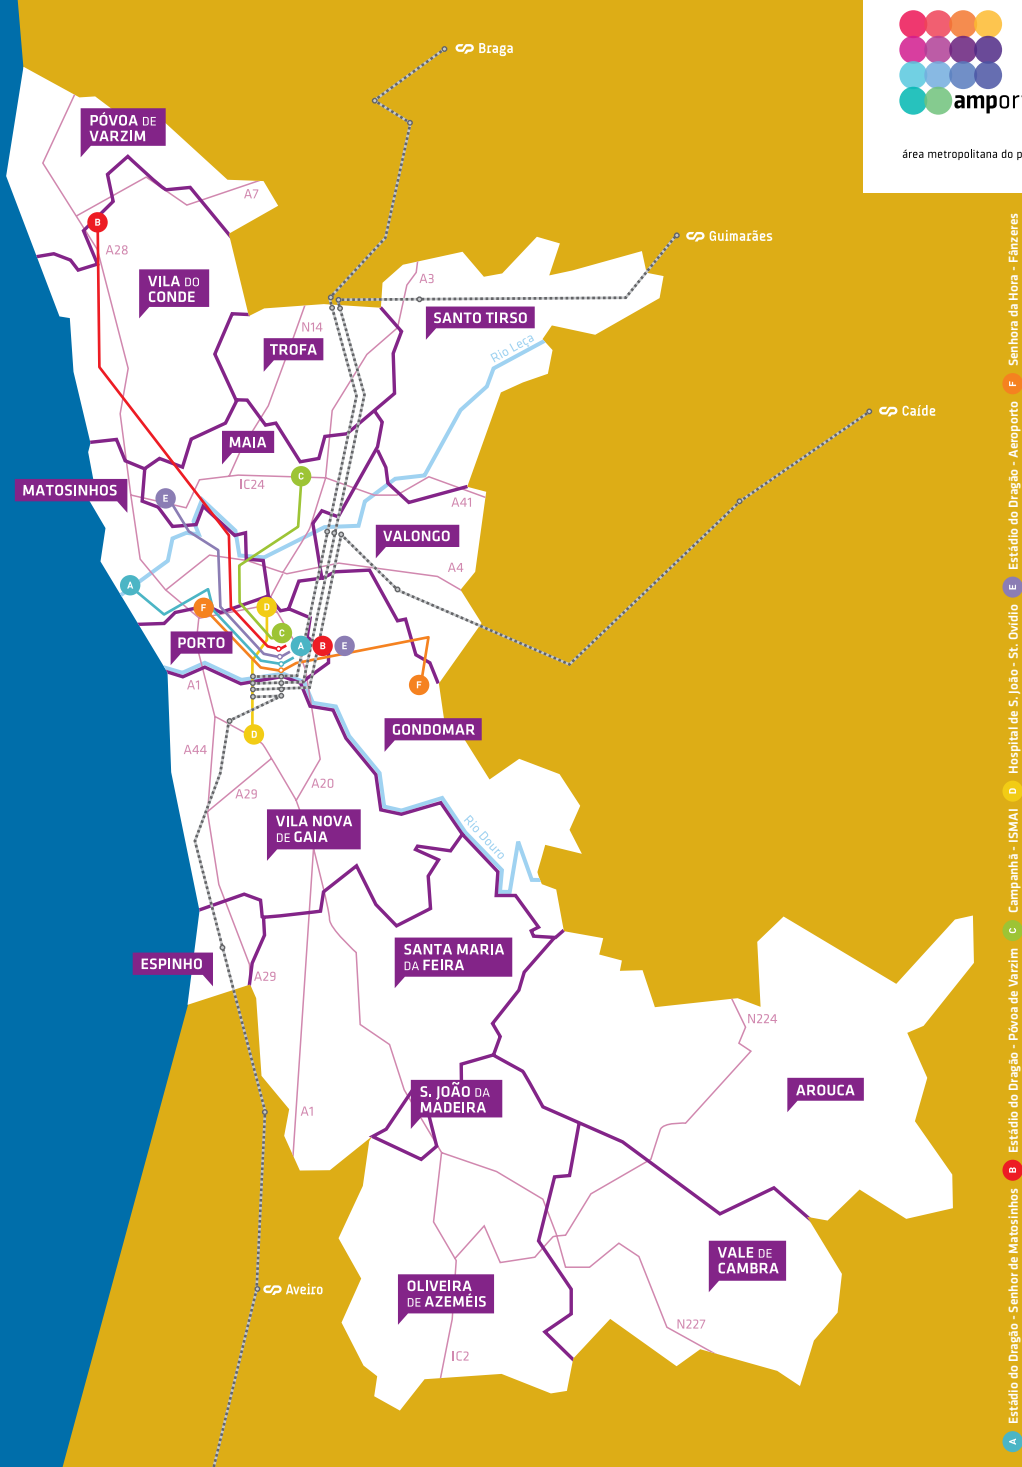 Braga
ampor
área metropolitana do p
PÓVOA DE
VARZIM
A7
B
Guimarães
A28
VILA DO
CONDE
A3
SANTO TIRSO
N14
TROFA
Rio Leça
Caíde
MAIA
C
IC24
MATOSINHOS
E
A41
VALONGO
A4
A
F
D
C
PORTO
A
B
E
A1
F
GONDOMAR
D
A44
A20
A29
VILA NOVA
DE GAIA
Rio Douro
SANTA MARIA
DA FEIRA
ESPINHO
A29
N224
AROUCA
S. JOÃO DA
MADEIRA
A1
VALE DE
CAMBRA
Aveiro
OLIVEIRA
DE AZEMÉIS
N227
IC2
A Estádio do Dragão - Senhor de Matosinhos
B Estádio do Dragão - Póvoa de Varzim
C Campanhã - ISMAI
D Hospital de S. João - St. Ovídio
E Estádio do Dragão - Aeroporto
F Senhora da Hora - Fânzeres